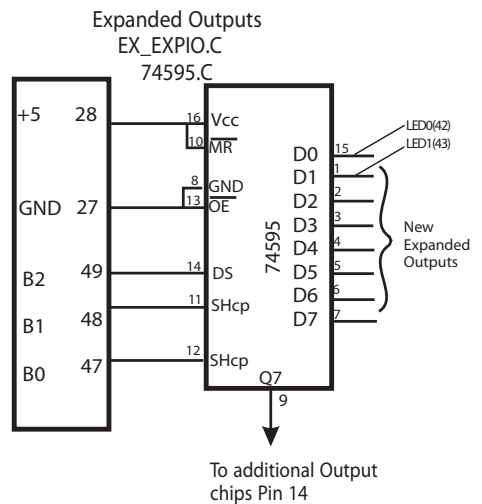 Expanded Outputs
EX_EXPIO.C
74595.C
+5 28
GND 27
B2 49
B1 48
B0 47
16 Vcc
10 MR
8 GND
13 OE
14 DS
11 SHcp
12 SHcp
74595
D0 15
D1 1
D2 2
D3 3
D4 4
D5 5
D6 6
D7 7
Q7
9
LED0(42)
LED1(43)
New
Expanded
Outputs
To additional Output
chips Pin 14